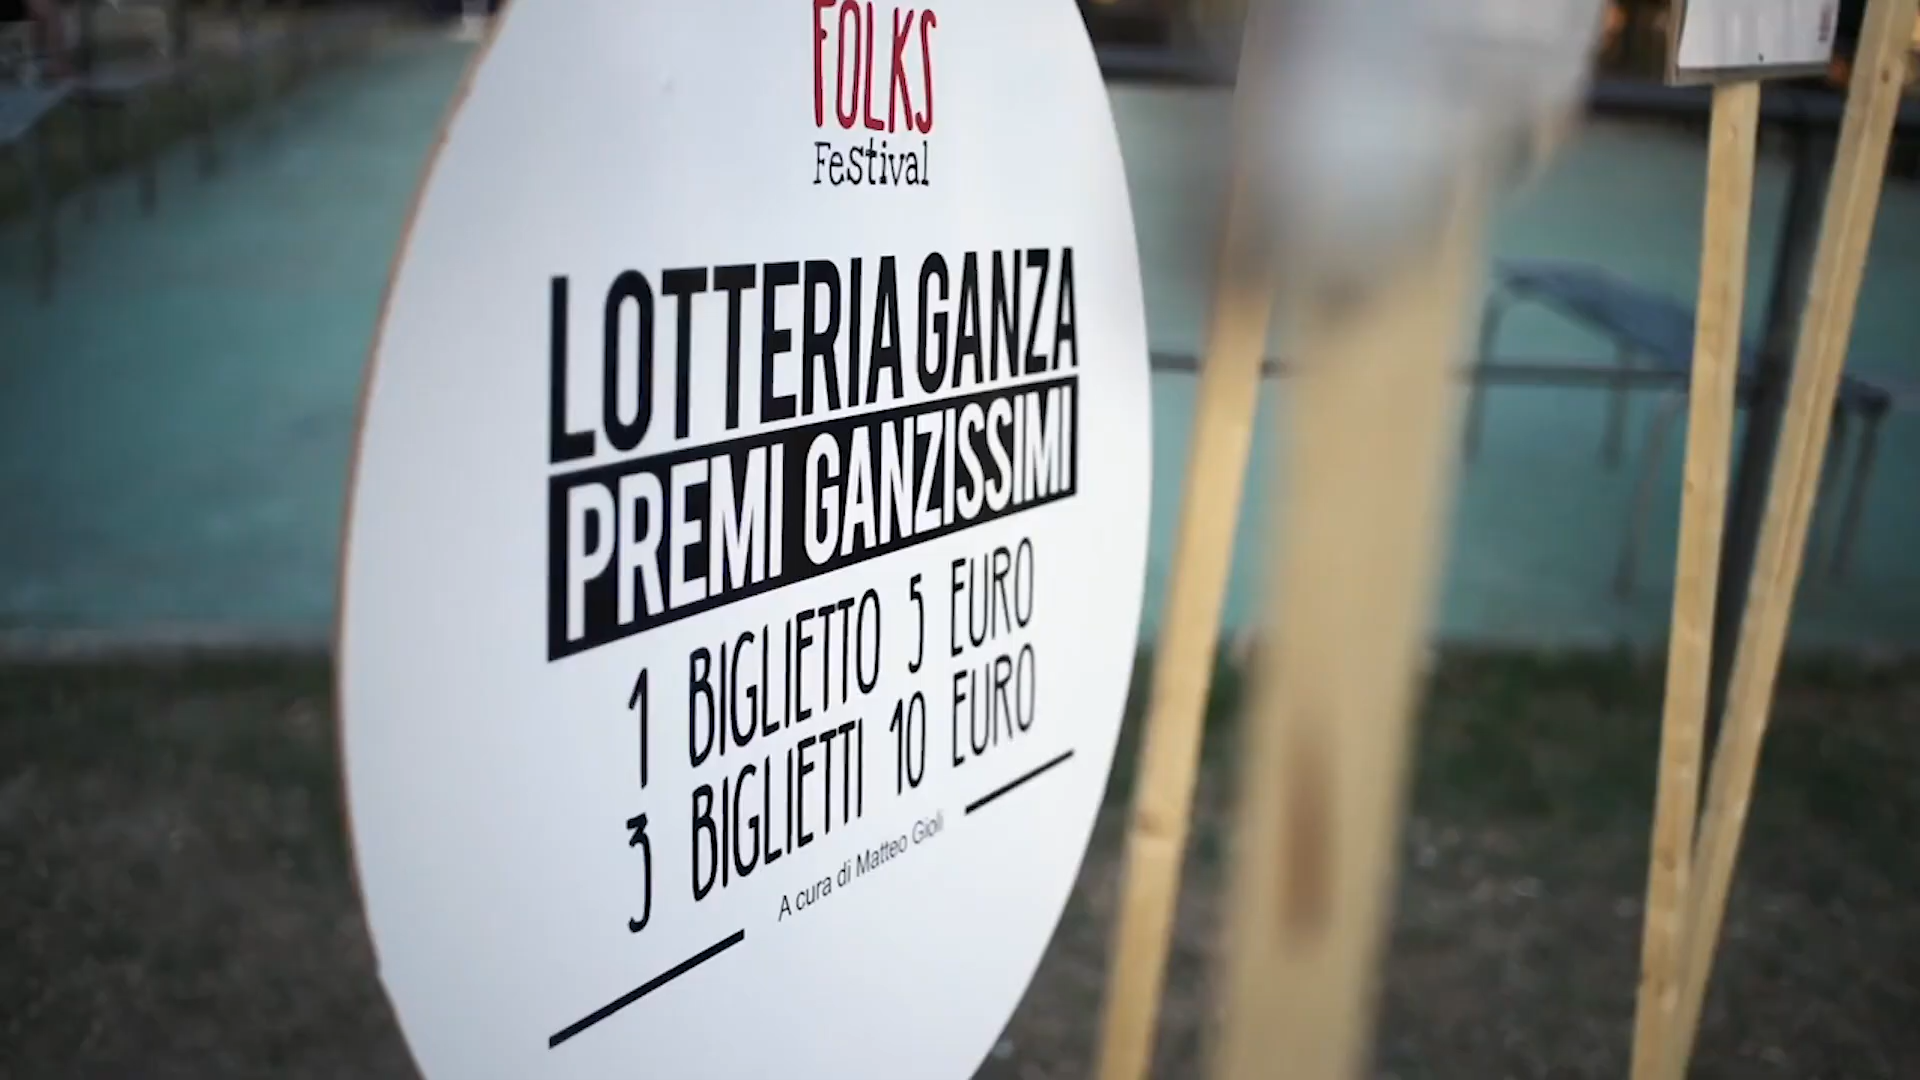 FOLKS
Festival
LOTTERIA GANZA
PREMI GANZISSIMI
1 BIGLIETTO 5 EURO
3 BIGLIETTI 10 EURO
A cura di Matteo Gioli